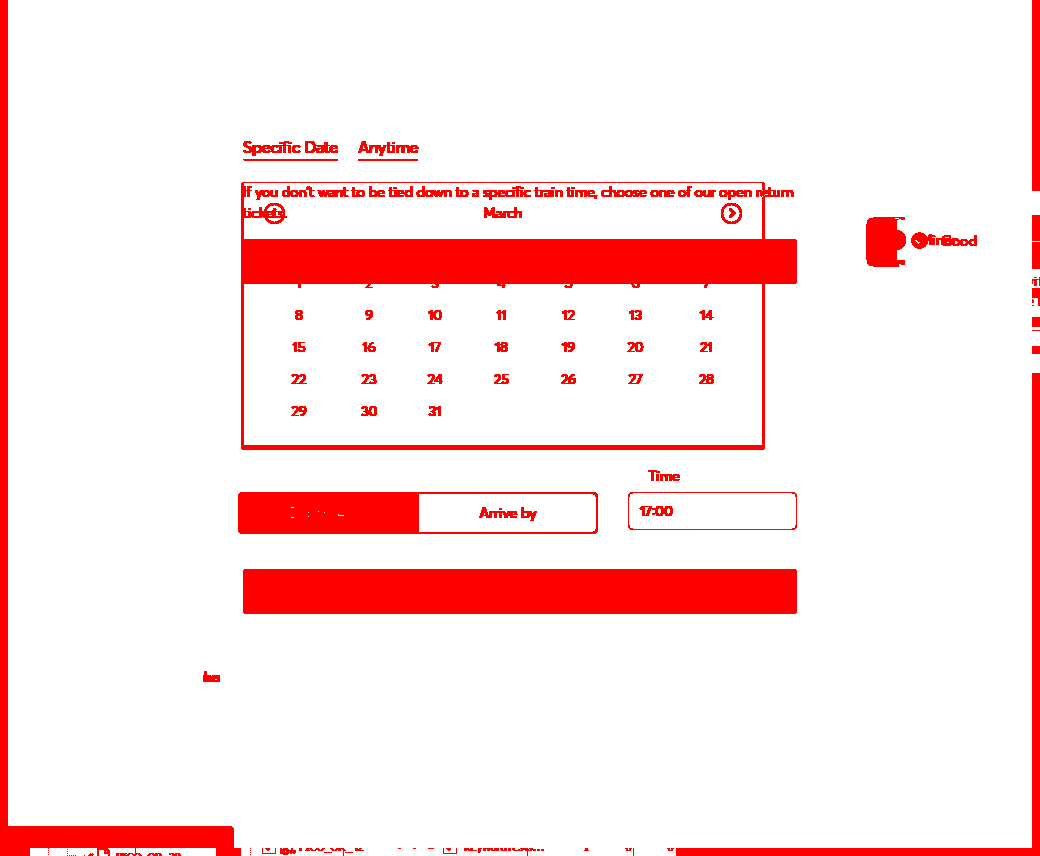 Specific Date Anytime
If you don't want to be tied down to a specific train time, choose one of our open return
tickets.
March
1 2 3 4 5 6 7
8 9 10 11 12 13 14
15 16 17 18 19 20 21
22 23 24 25 26 27 28
29 30 31
Time
Arrive by 17:00